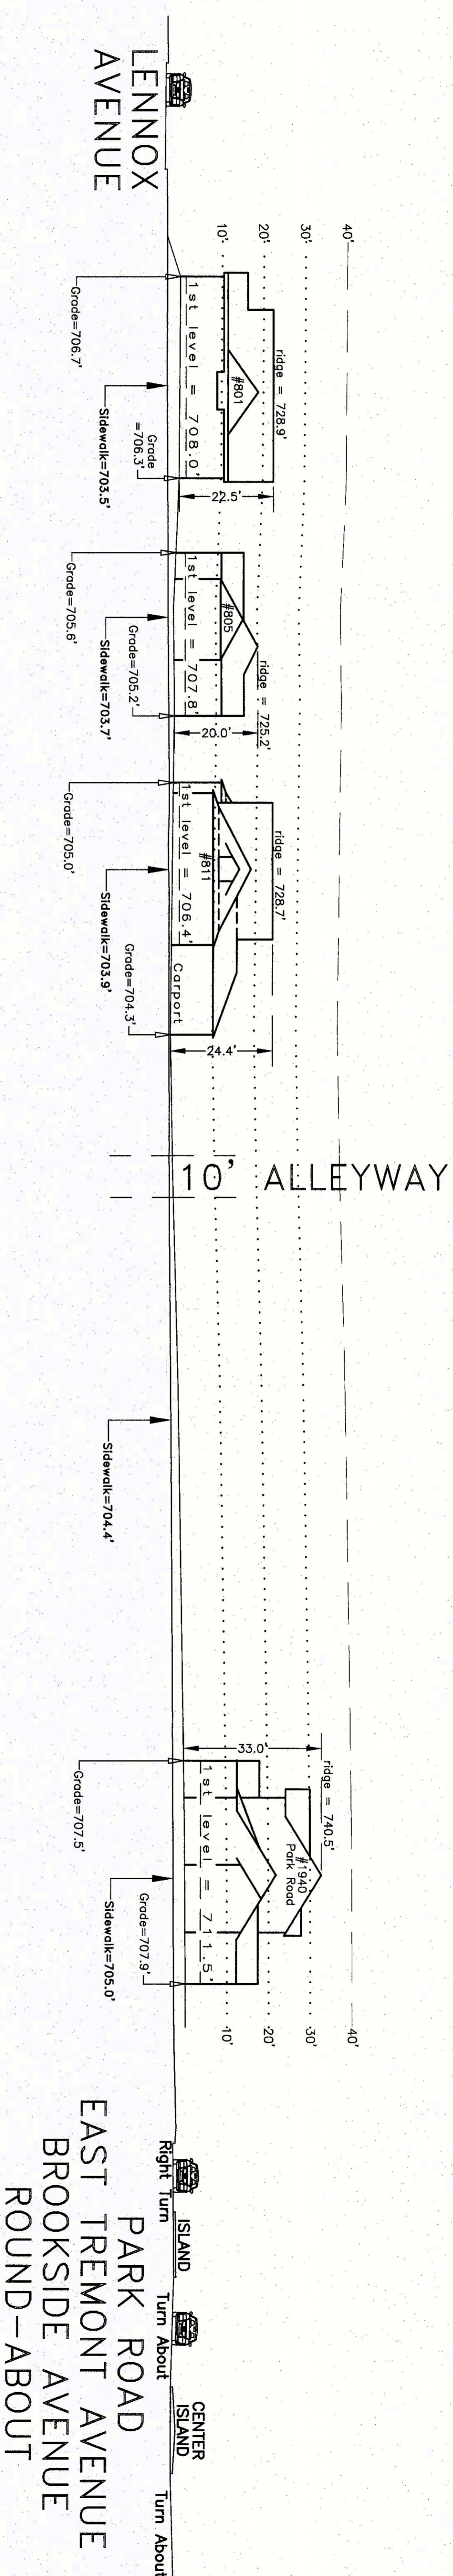 LENNOX
AVENUE
40'
30'
20'
10'
ridge = 728.9'
#801
1st level = 708.0'
22.5'
Grade=706.7'
Sidewalk=703.5'
Grade
=706.3'
ridge = 725.2'
#805
1st level = 707.8'
20.0'
Grade=705.6'
Sidewalk=703.7'
Grade=705.2'
ridge = 728.7'
#811
1st level = 706.4'
Carport
24.4'
Grade=705.0'
Sidewalk=703.9'
Grade=704.3'
10' ALLEYWAY
Sidewalk=704.4'
33.0'
ridge = 740.5'
#1940
Park Road
1st level = 711.5'
Grade=707.5'
Sidewalk=705.0'
Grade=707.9'
40'
30'
20'
10'
Right Turn
ISLAND
Turn About
CENTER
ISLAND
Turn About
PARK ROAD
EAST TREMONT AVENUE
BROOKSIDE AVENUE
ROUND-ABOUT